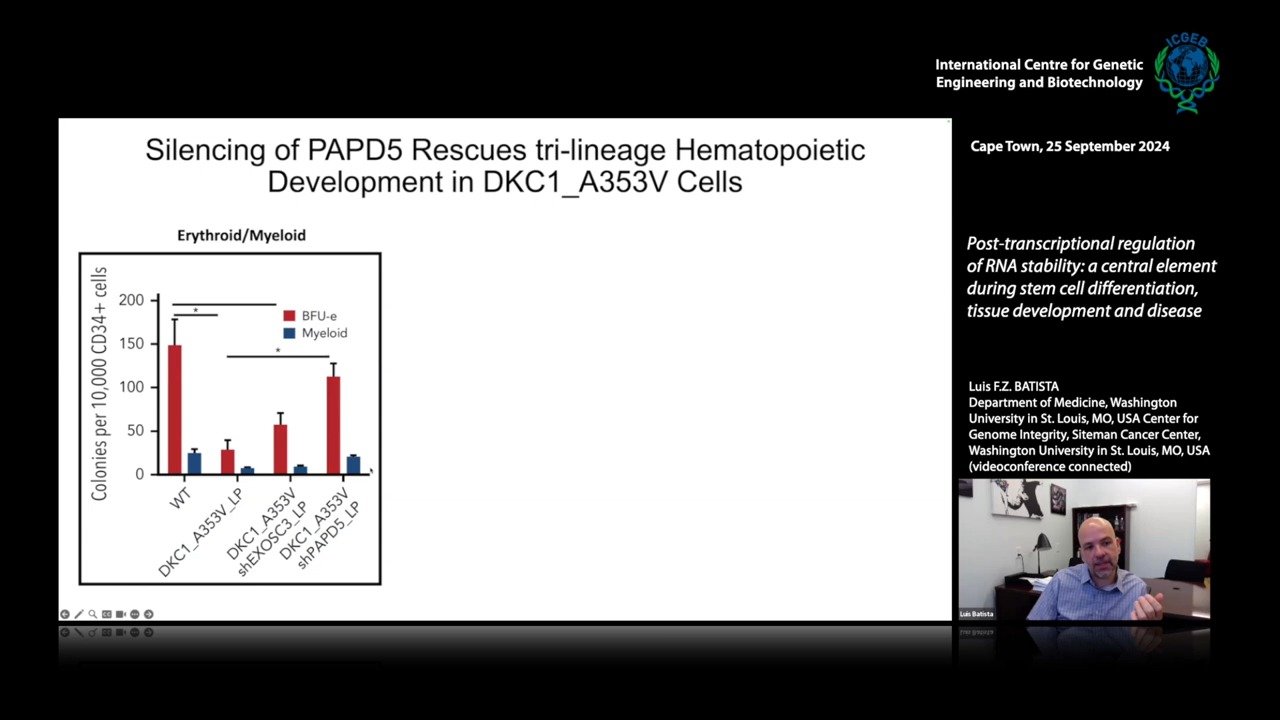 International Centre for Genetic
Engineering and Biotechnology
ICGEB
Cape Town, 25 September 2024
Silencing of PAPD5 Rescues tri-lineage Hematopoietic
Development in DKC1_A353V Cells
Erythroid/Myeloid
Colonies per 10,000 CD34+ cells
200
150
100
50
0
*
*
BFU-e
Myeloid
WT
DKC1_A353V_LP
DKC1_A353V
shEXOSC3_LP
DKC1_A353V
shPAPD5_LP
Post-transcriptional regulation
of RNA stability: a central element
during stem cell differentiation,
tissue development and disease
Luis F.Z. BATISTA
Department of Medicine, Washington
University in St. Louis, MO, USA Center for
Genome Integrity, Siteman Cancer Center,
Washington University in St. Louis, MO, USA
(videoconference connected)
Luis Batista